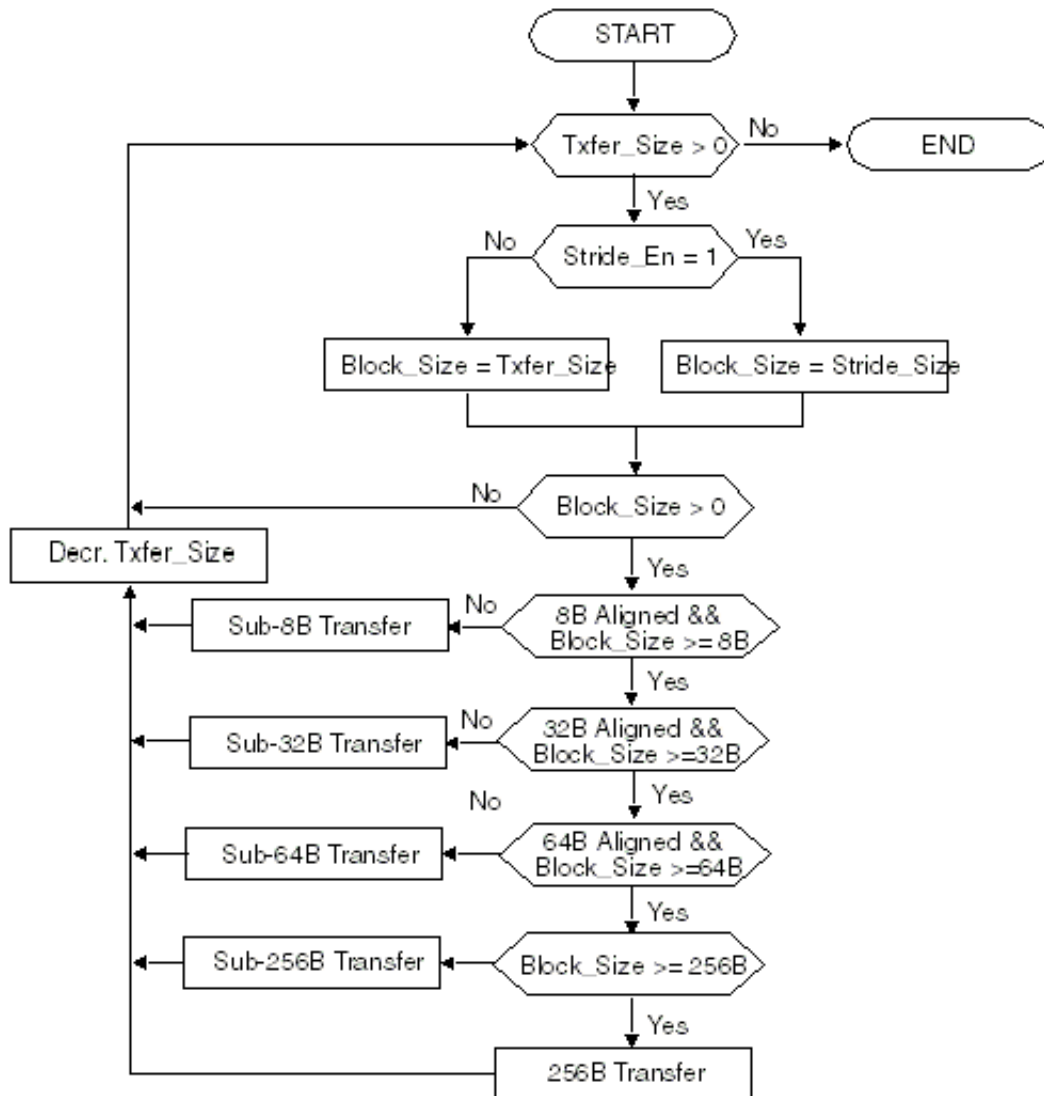 START
Txfer_Size > 0
No
END
Yes
No
Stride_En = 1
Yes
Block_Size = Txfer_Size
Block_Size = Stride_Size
No
Block_Size > 0
Decr. Txfer_Size
Yes
Sub-8B Transfer
No
8B Aligned &&
Block_Size >= 8B
Yes
Sub-32B Transfer
No
32B Aligned &&
Block_Size >=32B
Yes
No
Sub-64B Transfer
64B Aligned &&
Block_Size >=64B
Yes
Sub-256B Transfer
Block_Size >= 256B
Yes
256B Transfer